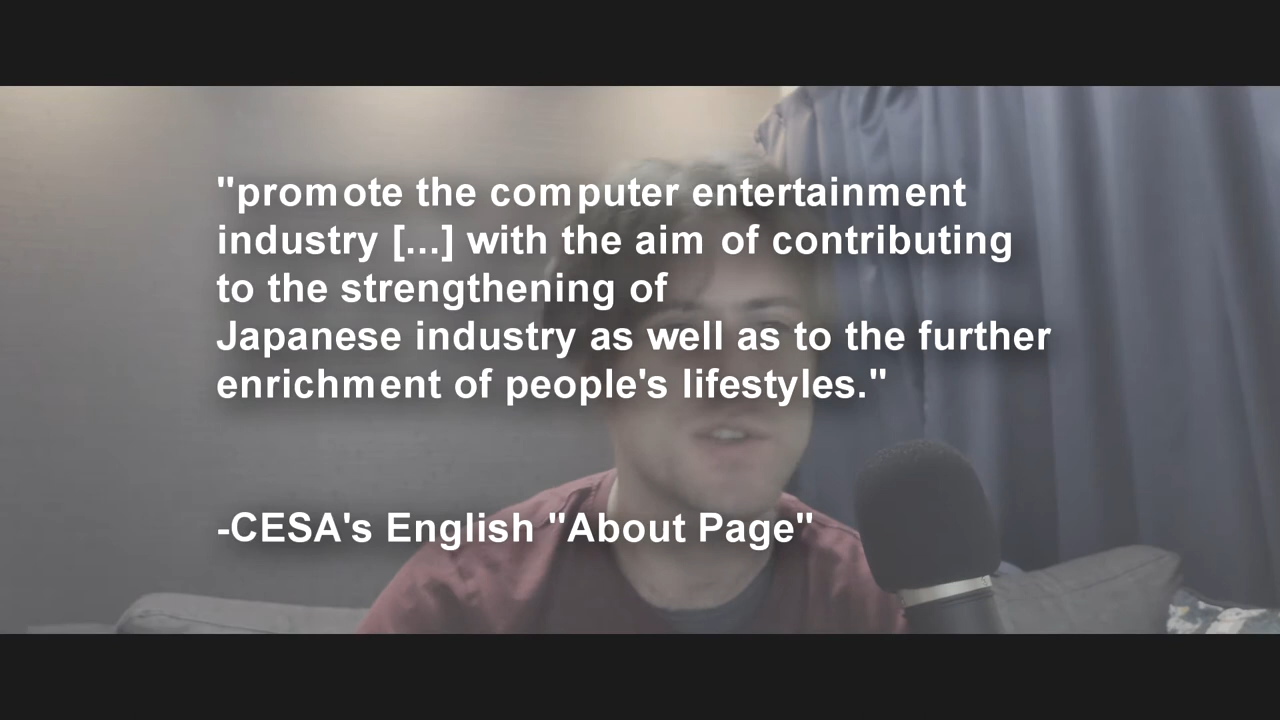 "promote the computer entertainment
industry [...] with the aim of contributing
to the strengthening of
Japanese industry as well as to the further
enrichment of people's lifestyles."
-CESA's English "About Page"